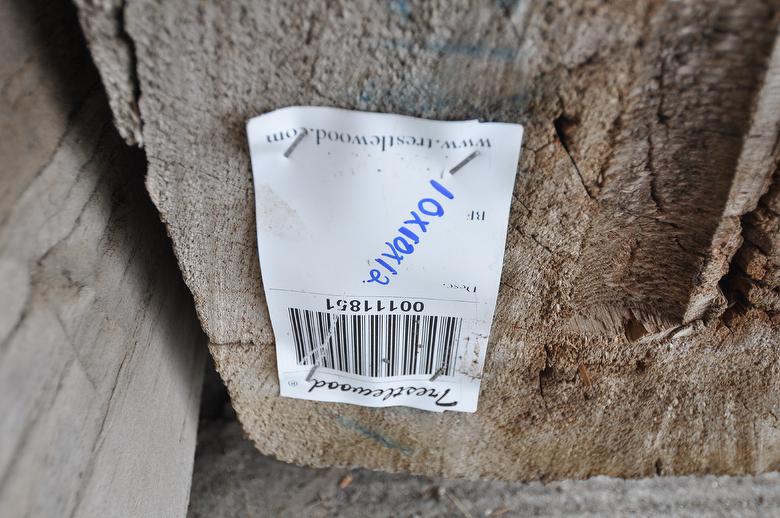 Trestlewood ®
00111851
Desc.
BF
10x10x12
www.trestlewood.com